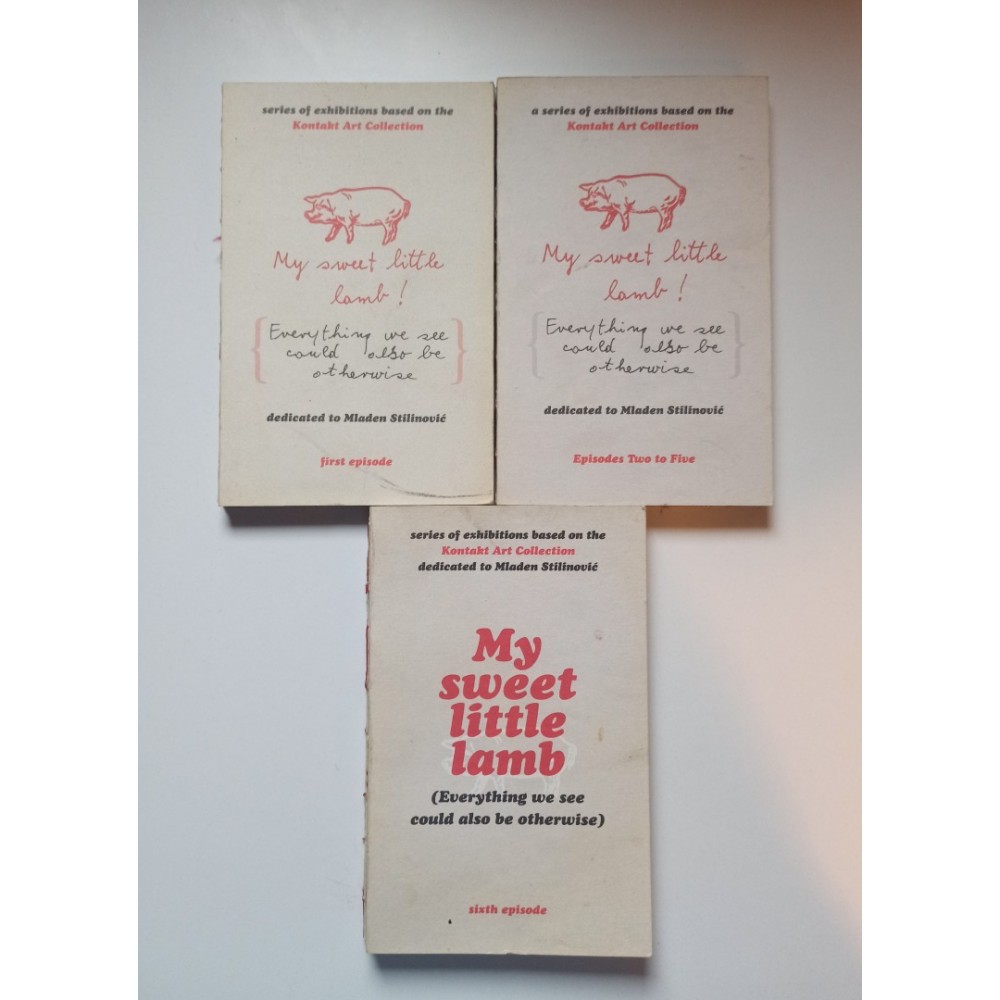 series of exhibitions based on the
Kontakt Art Collection
My sweet little
lamb!
{Everything we see
could also be
otherwise}
dedicated to Mladen Stilinović
first episode
a series of exhibitions based on the
Kontakt Art Collection
My sweet little
lamb!
{Everything we see
could also be
otherwise}
dedicated to Mladen Stilinović
Episodes Two to Five
series of exhibitions based on the
Kontakt Art Collection
dedicated to Mladen Stilinović
My
sweet
little
lamb
(Everything we see
could also be otherwise)
sixth episode